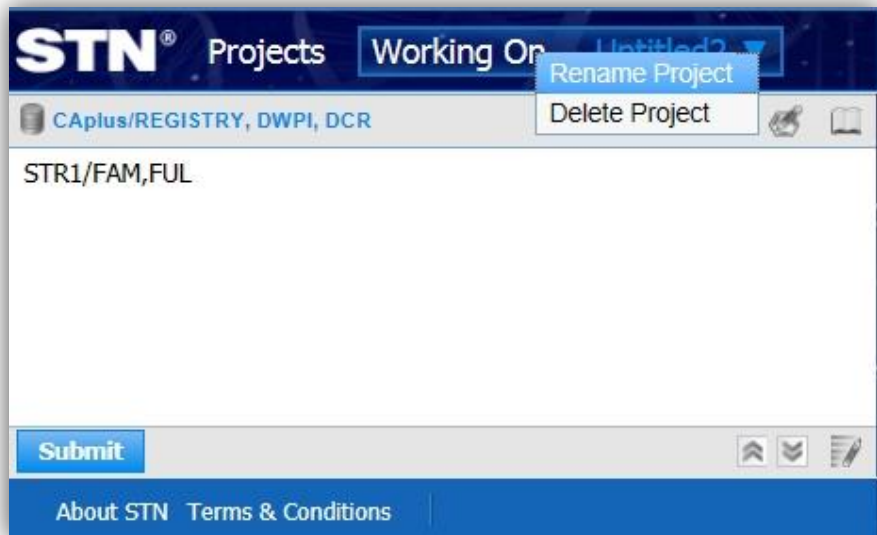 STN® Projects Working On Untitled2 ▼
Rename Project
CAplus/REGISTRY, DWPI, DCR Delete Project
STR1/FAM,FUL
Submit
About STN Terms & Conditions